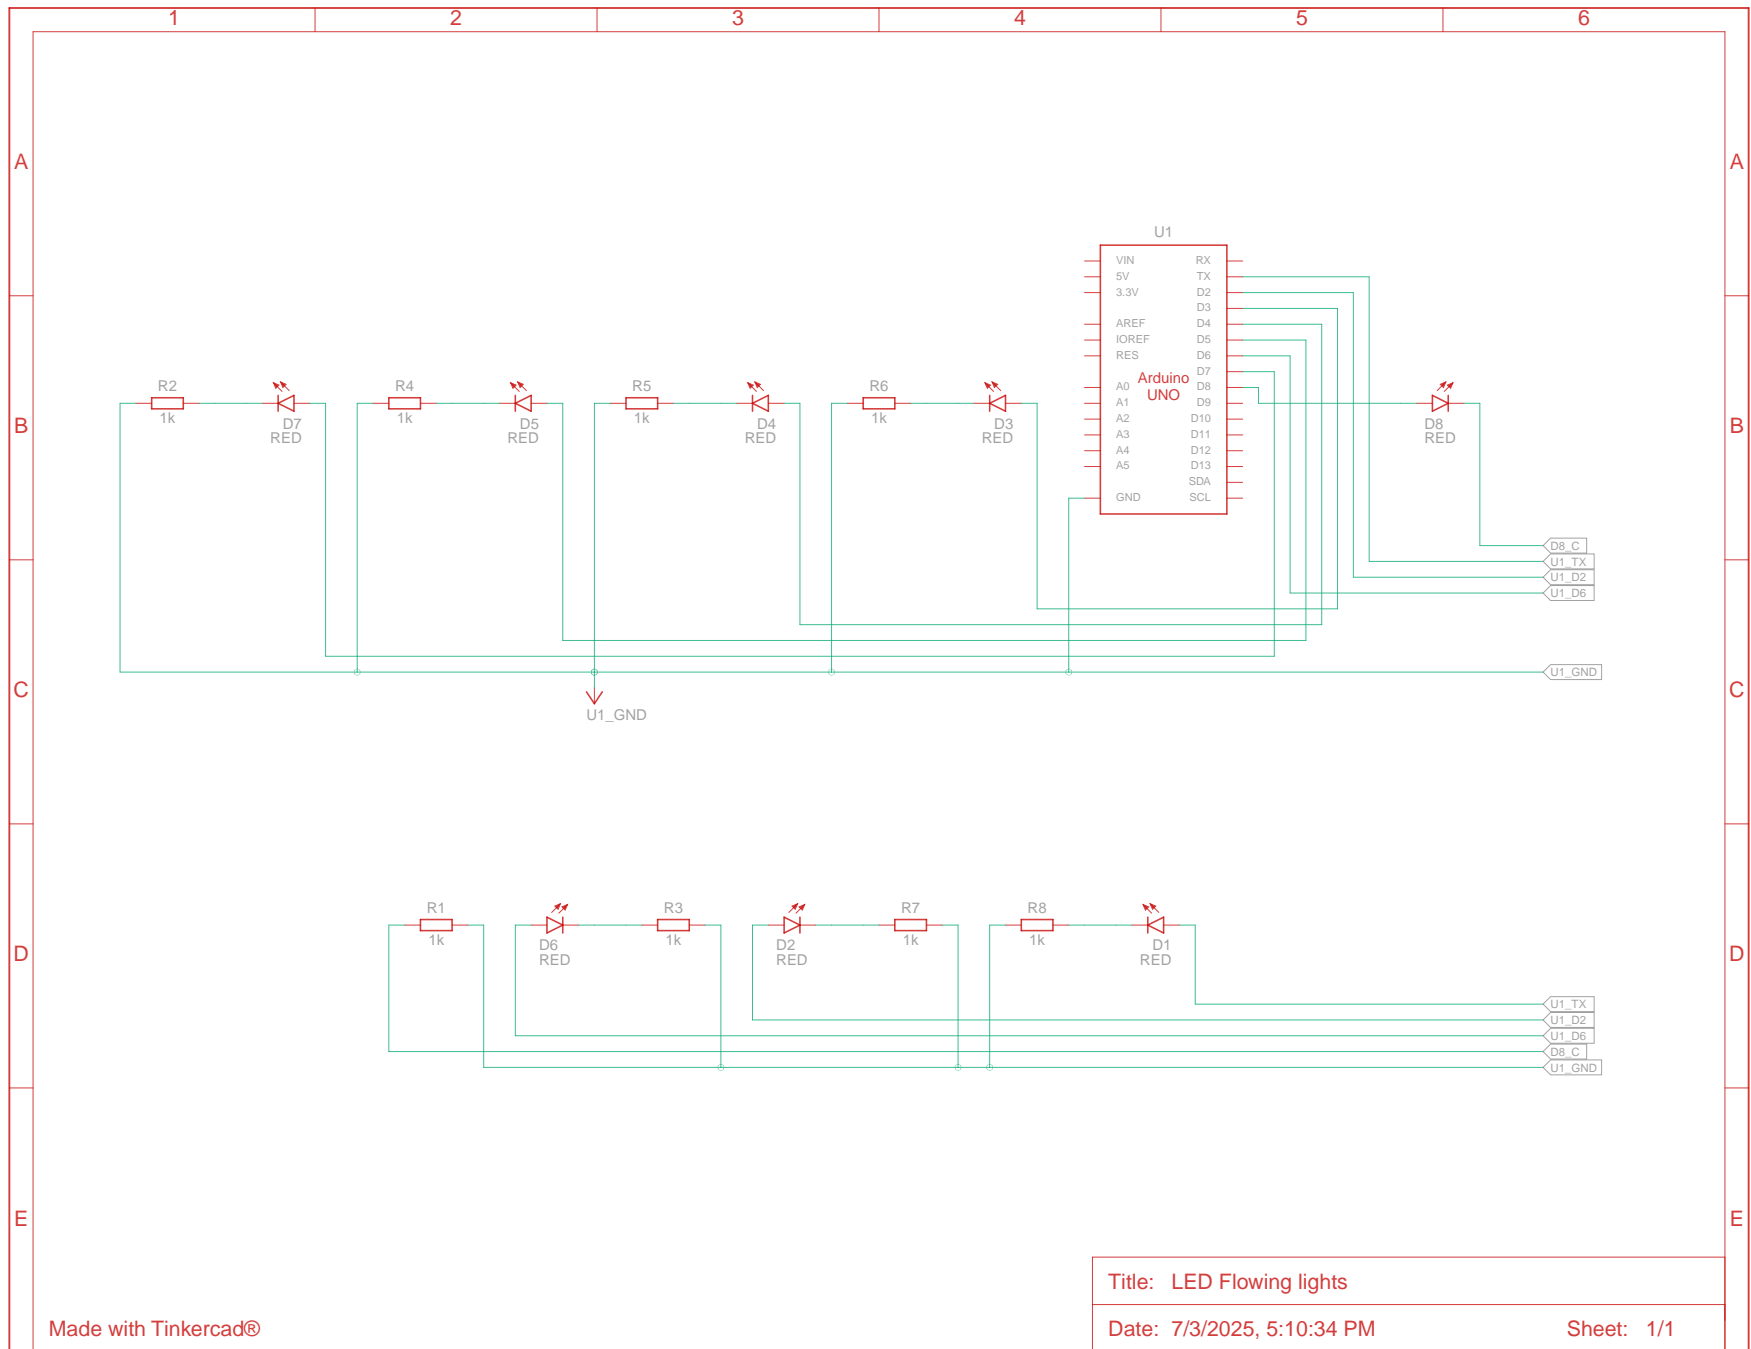 1 2 3 4 5 6
A A
U1
VIN RX
5V TX
3.3V D2
D3
AREF D4
IOREF D5
RES D6
D7
Arduino
UNO
A0 D8
A1 D9
A2 D10
A3 D11
A4 D12
A5 D13
SDA
GND SCL
R2 R4 R5 R6
1k 1k 1k 1k
D7 D5 D4 D3 D8
RED RED RED RED RED
B B
D8_C
U1_TX
U1_D2
U1_D6
U1_GND
C C
U1_GND
R1 R3 R7 R8
1k 1k 1k 1k
D6 D2 D1
RED RED RED
D D
U1_TX
U1_D2
U1_D6
D8_C
U1_GND
E E
Title: LED Flowing lights
Made with Tinkercad®
Date: 7/3/2025, 5:10:34 PM Sheet: 1/1